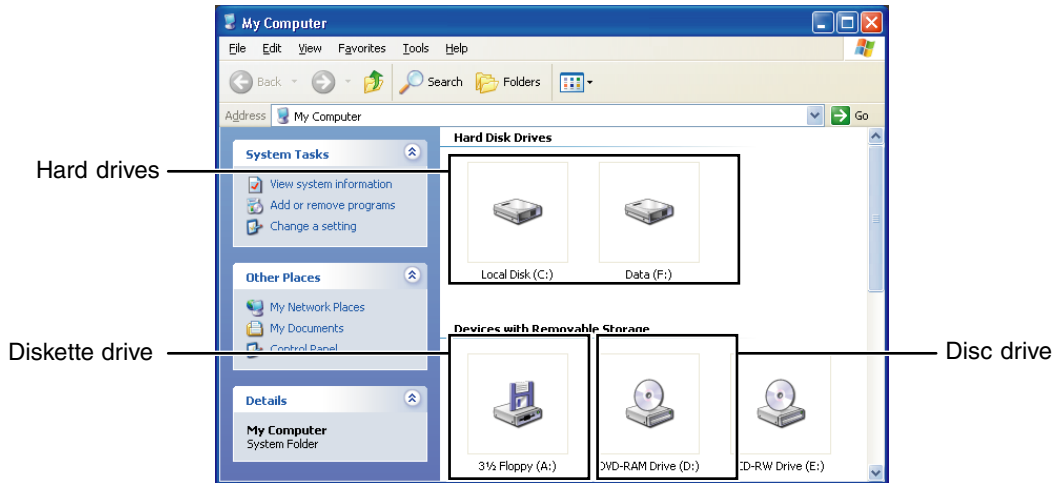 My Computer
File Edit View Favorites Tools Help
Back Search Folders
Address My Computer Go
Hard drives
System Tasks
View system information
Add or remove programs
Change a setting
Other Places
My Network Places
My Documents
Control Panel
Details
My Computer
System Folder
Hard Disk Drives
Local Disk (C:)
Data (F:)
Devices with Removable Storage
Diskette drive
Disc drive
3½ Floppy (A:)
DVD-RAM Drive (D:)
CD-RW Drive (E:)